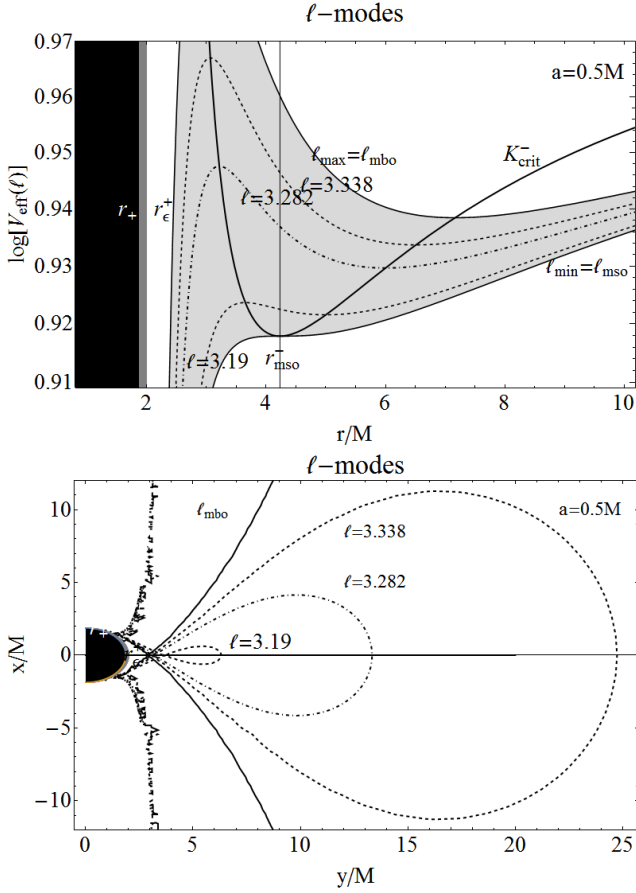 ℓ−modes
0.97
0.96
0.95
0.94
0.93
0.92
0.91
log[V_eff(ℓ)]
a=0.5M
r_+
r_ϵ^+
ℓ_max=ℓ_mbo
ℓ=3.338
ℓ=3.282
K_crit^-
ℓ_min=ℓ_mso
ℓ=3.19
r_mso^-
2 4 6 8 10
r/M
ℓ−modes
10
5
0
−5
−10
x/M
ℓ_mbo
ℓ=3.338
a=0.5M
ℓ=3.282
ℓ=3.19
0 5 10 15 20 25
y/M